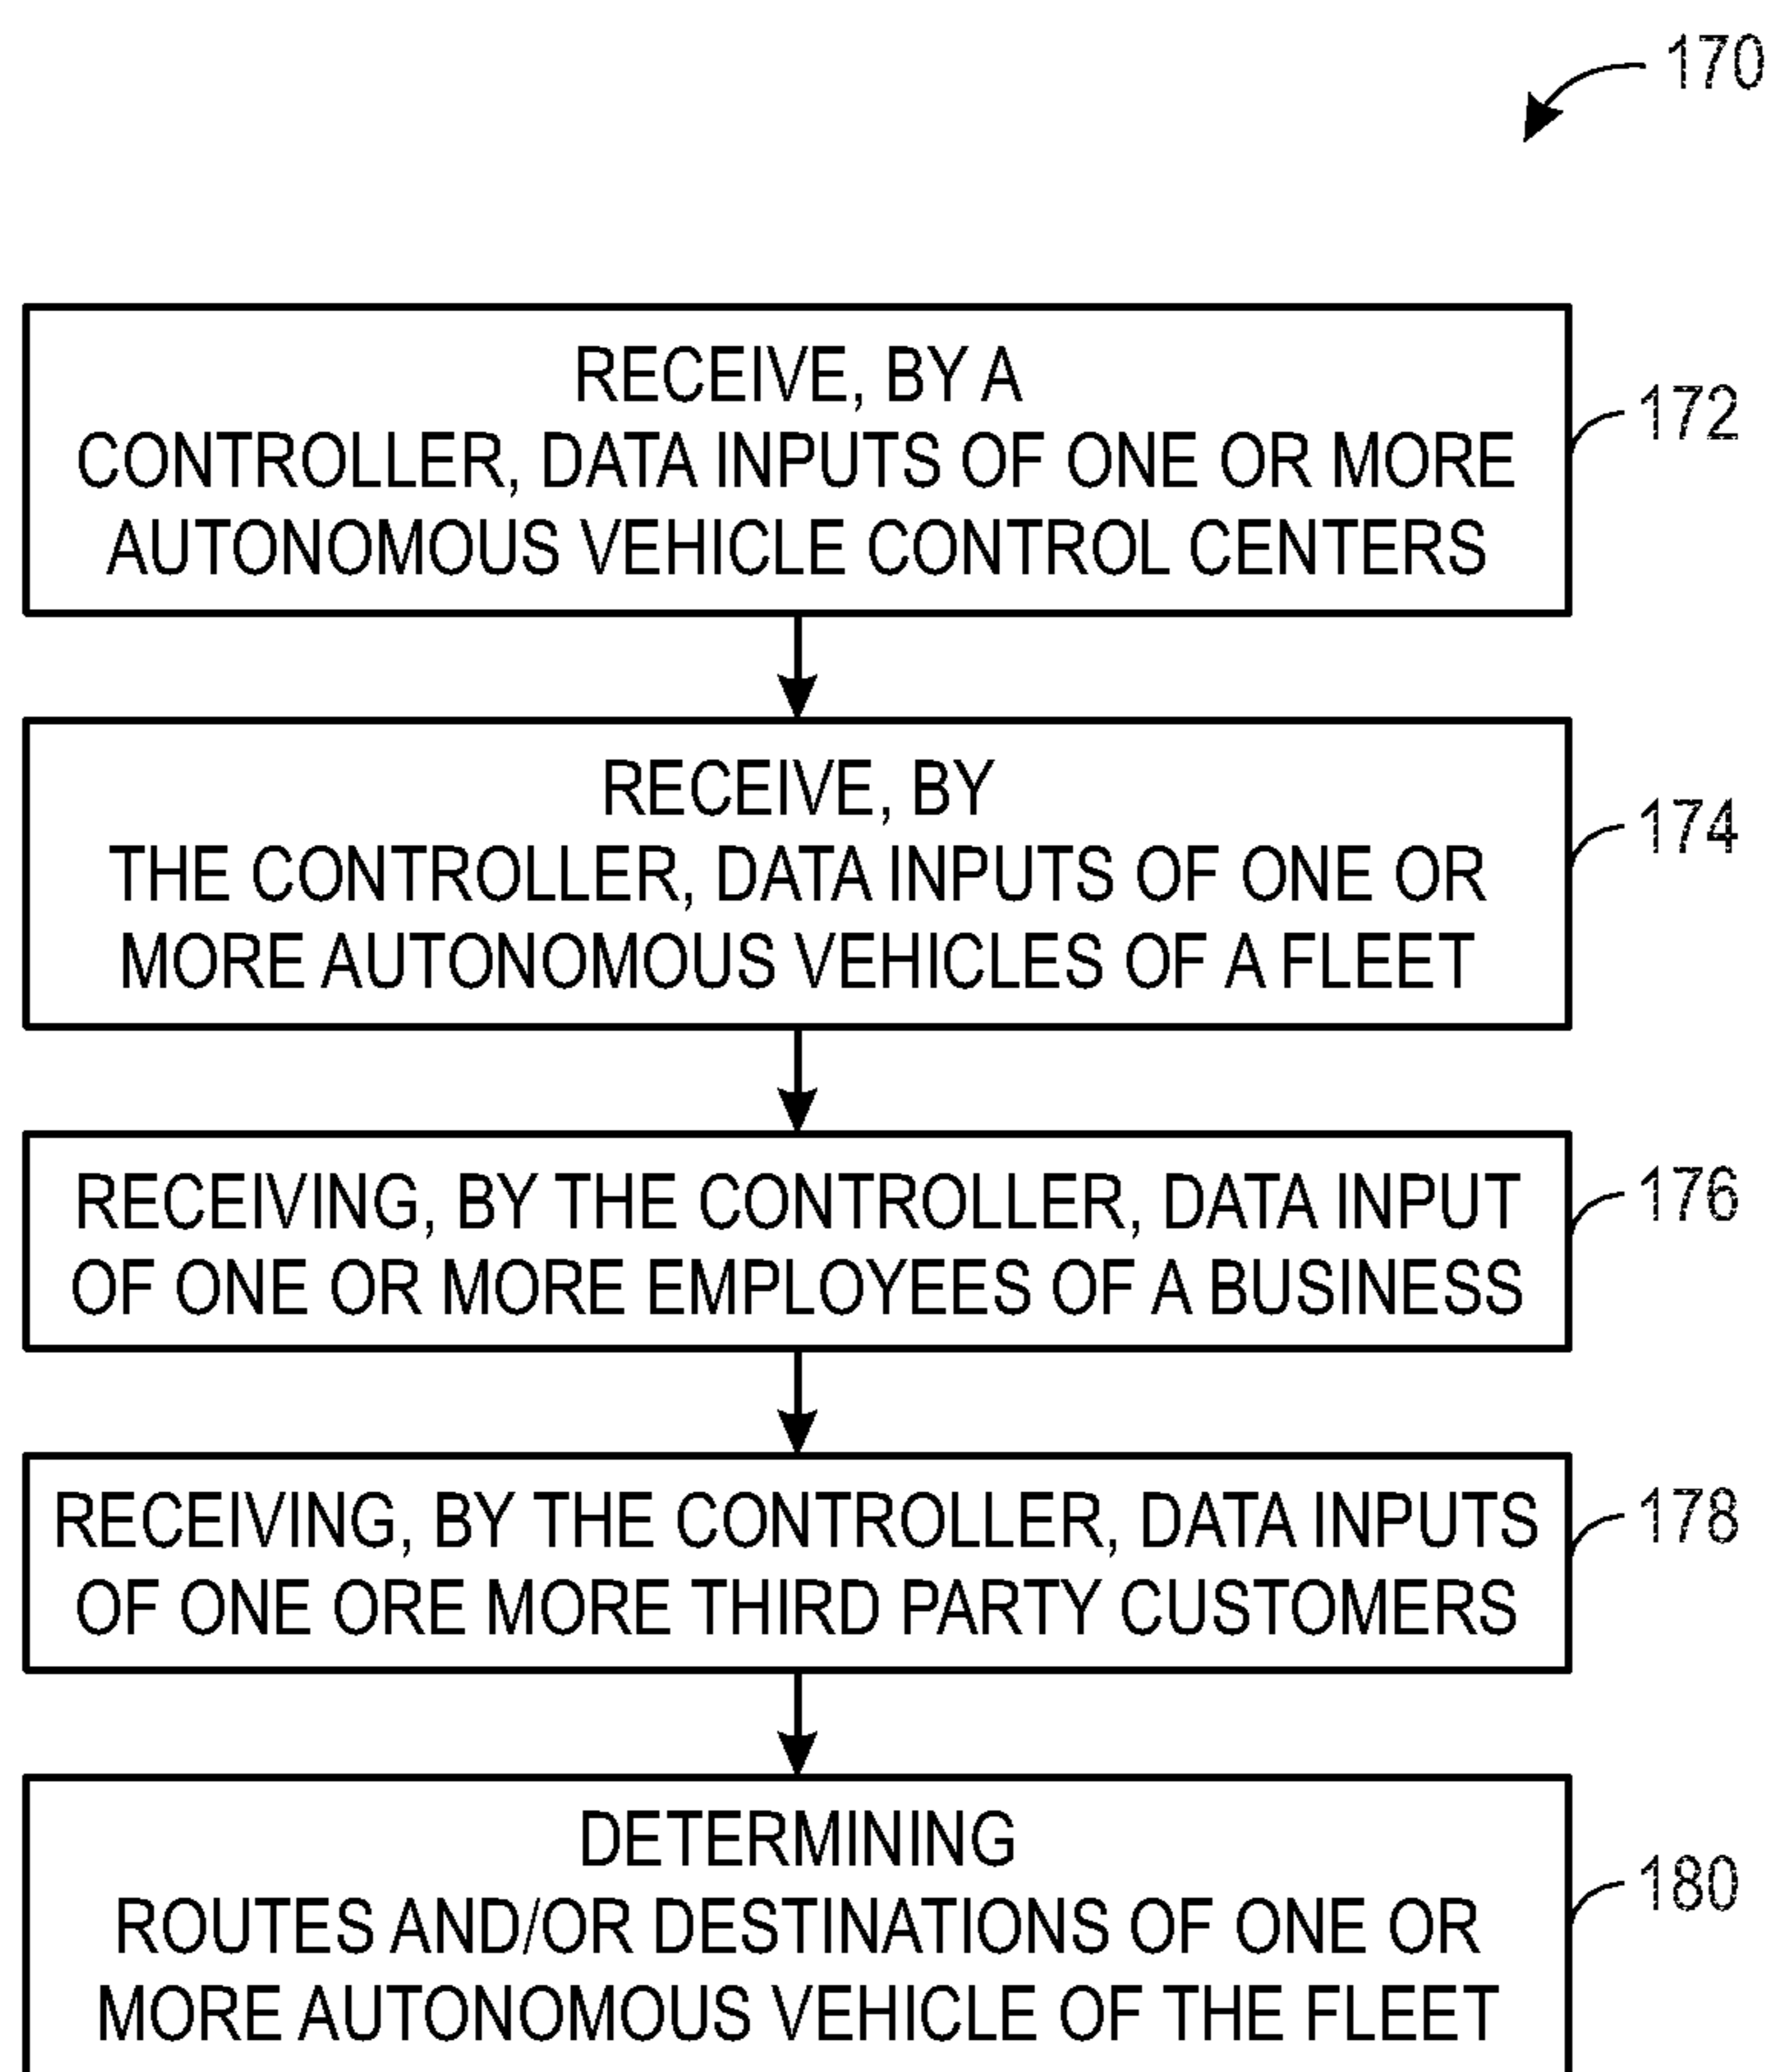 170
RECEIVE, BY A
CONTROLLER, DATA INPUTS OF ONE OR MORE
AUTONOMOUS VEHICLE CONTROL CENTERS
172
RECEIVE, BY
THE CONTROLLER, DATA INPUTS OF ONE OR
MORE AUTONOMOUS VEHICLES OF A FLEET
174
RECEIVING, BY THE CONTROLLER, DATA INPUT
OF ONE OR MORE EMPLOYEES OF A BUSINESS
176
RECEIVING, BY THE CONTROLLER, DATA INPUTS
OF ONE ORE MORE THIRD PARTY CUSTOMERS
178
DETERMINING
ROUTES AND/OR DESTINATIONS OF ONE OR
MORE AUTONOMOUS VEHICLE OF THE FLEET
180